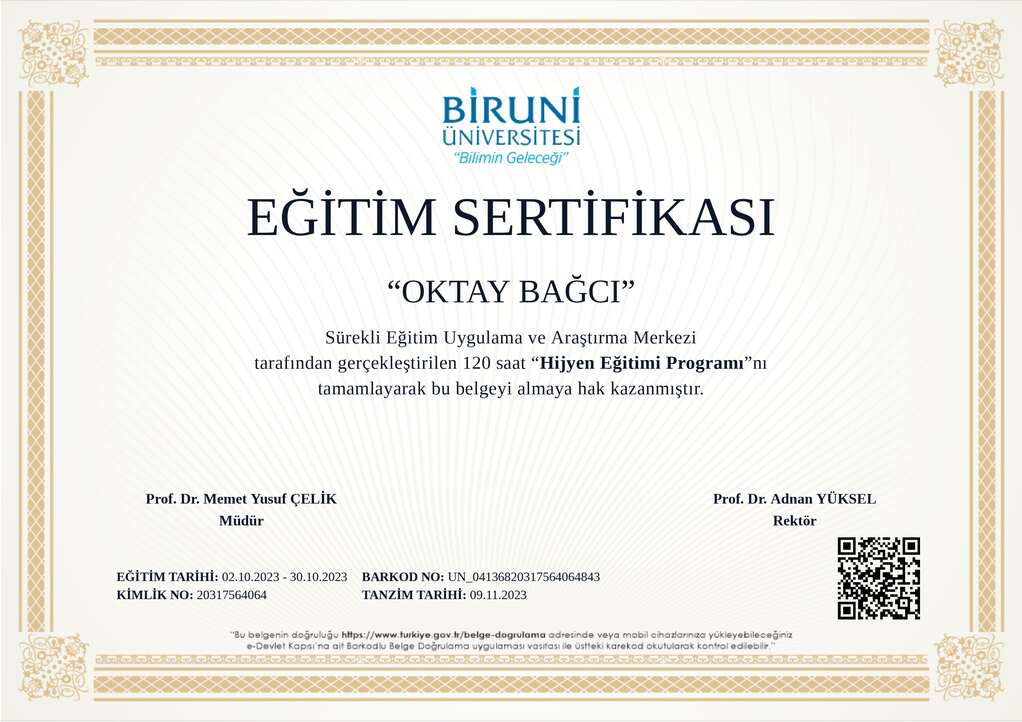 BİRUNİ
ÜNİVERSİTESİ
“Bilimin Geleceği”
EĞİTİM SERTİFİKASI
“OKTAY BAĞCI”
Sürekli Eğitim Uygulama ve Araştırma Merkezi
tarafından gerçekleştirilen 120 saat “Hijyen Eğitimi Programı”nı
tamamlayarak bu belgeyi almaya hak kazanmıştır.
Prof. Dr. Memet Yusuf ÇELİK
Müdür
Prof. Dr. Adnan YÜKSEL
Rektör
EĞİTİM TARİHİ: 02.10.2023 - 30.10.2023 BARKOD NO: UN_04136820317564064843
KİMLİK NO: 20317564064 TANZİM TARİHİ: 09.11.2023
“Bu belgenin doğruluğu https://www.turkiye.gov.tr/belge-dogrulama adresinde veya mobil cihazlarınıza yükleyebileceğiniz
e-Devlet Kapısı'na ait Barkodlu Belge Doğrulama uygulaması vasıtası ile üstteki karekod okutularak kontrol edilebilir.”